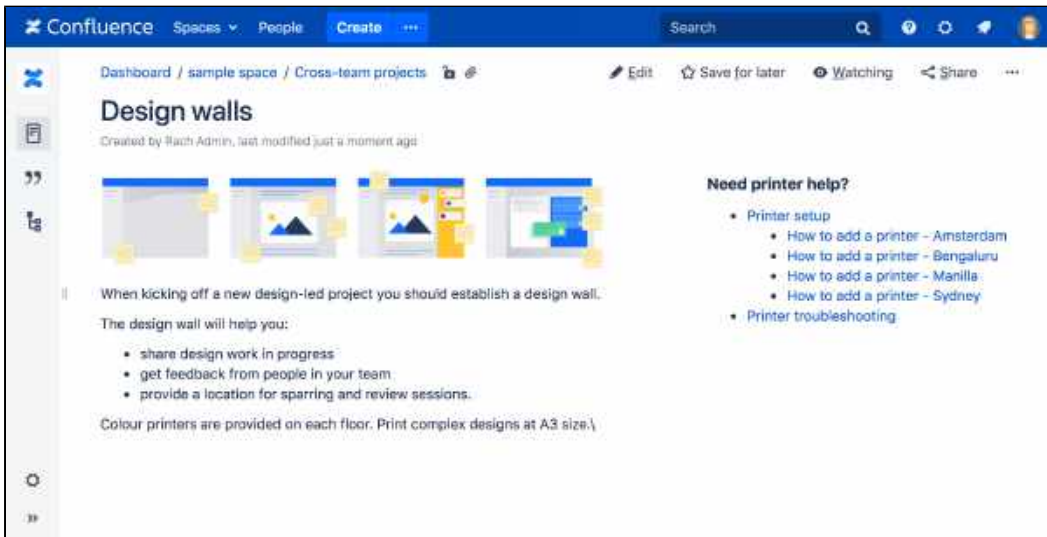 Confluence Spaces People Create ... Search
Dashboard / sample space / Cross-team projects Edit Save for later Watching Share ...
Design walls
Created by Rach Admin, last modified just a moment ago
When kicking off a new design-led project you should establish a design wall.
The design wall will help you:
• share design work in progress
• get feedback from people in your team
• provide a location for sparring and review sessions.
Colour printers are provided on each floor. Print complex designs at A3 size.\
Need printer help?
• Printer setup
• How to add a printer - Amsterdam
• How to add a printer - Bengaluru
• How to add a printer - Manilla
• How to add a printer - Sydney
• Printer troubleshooting